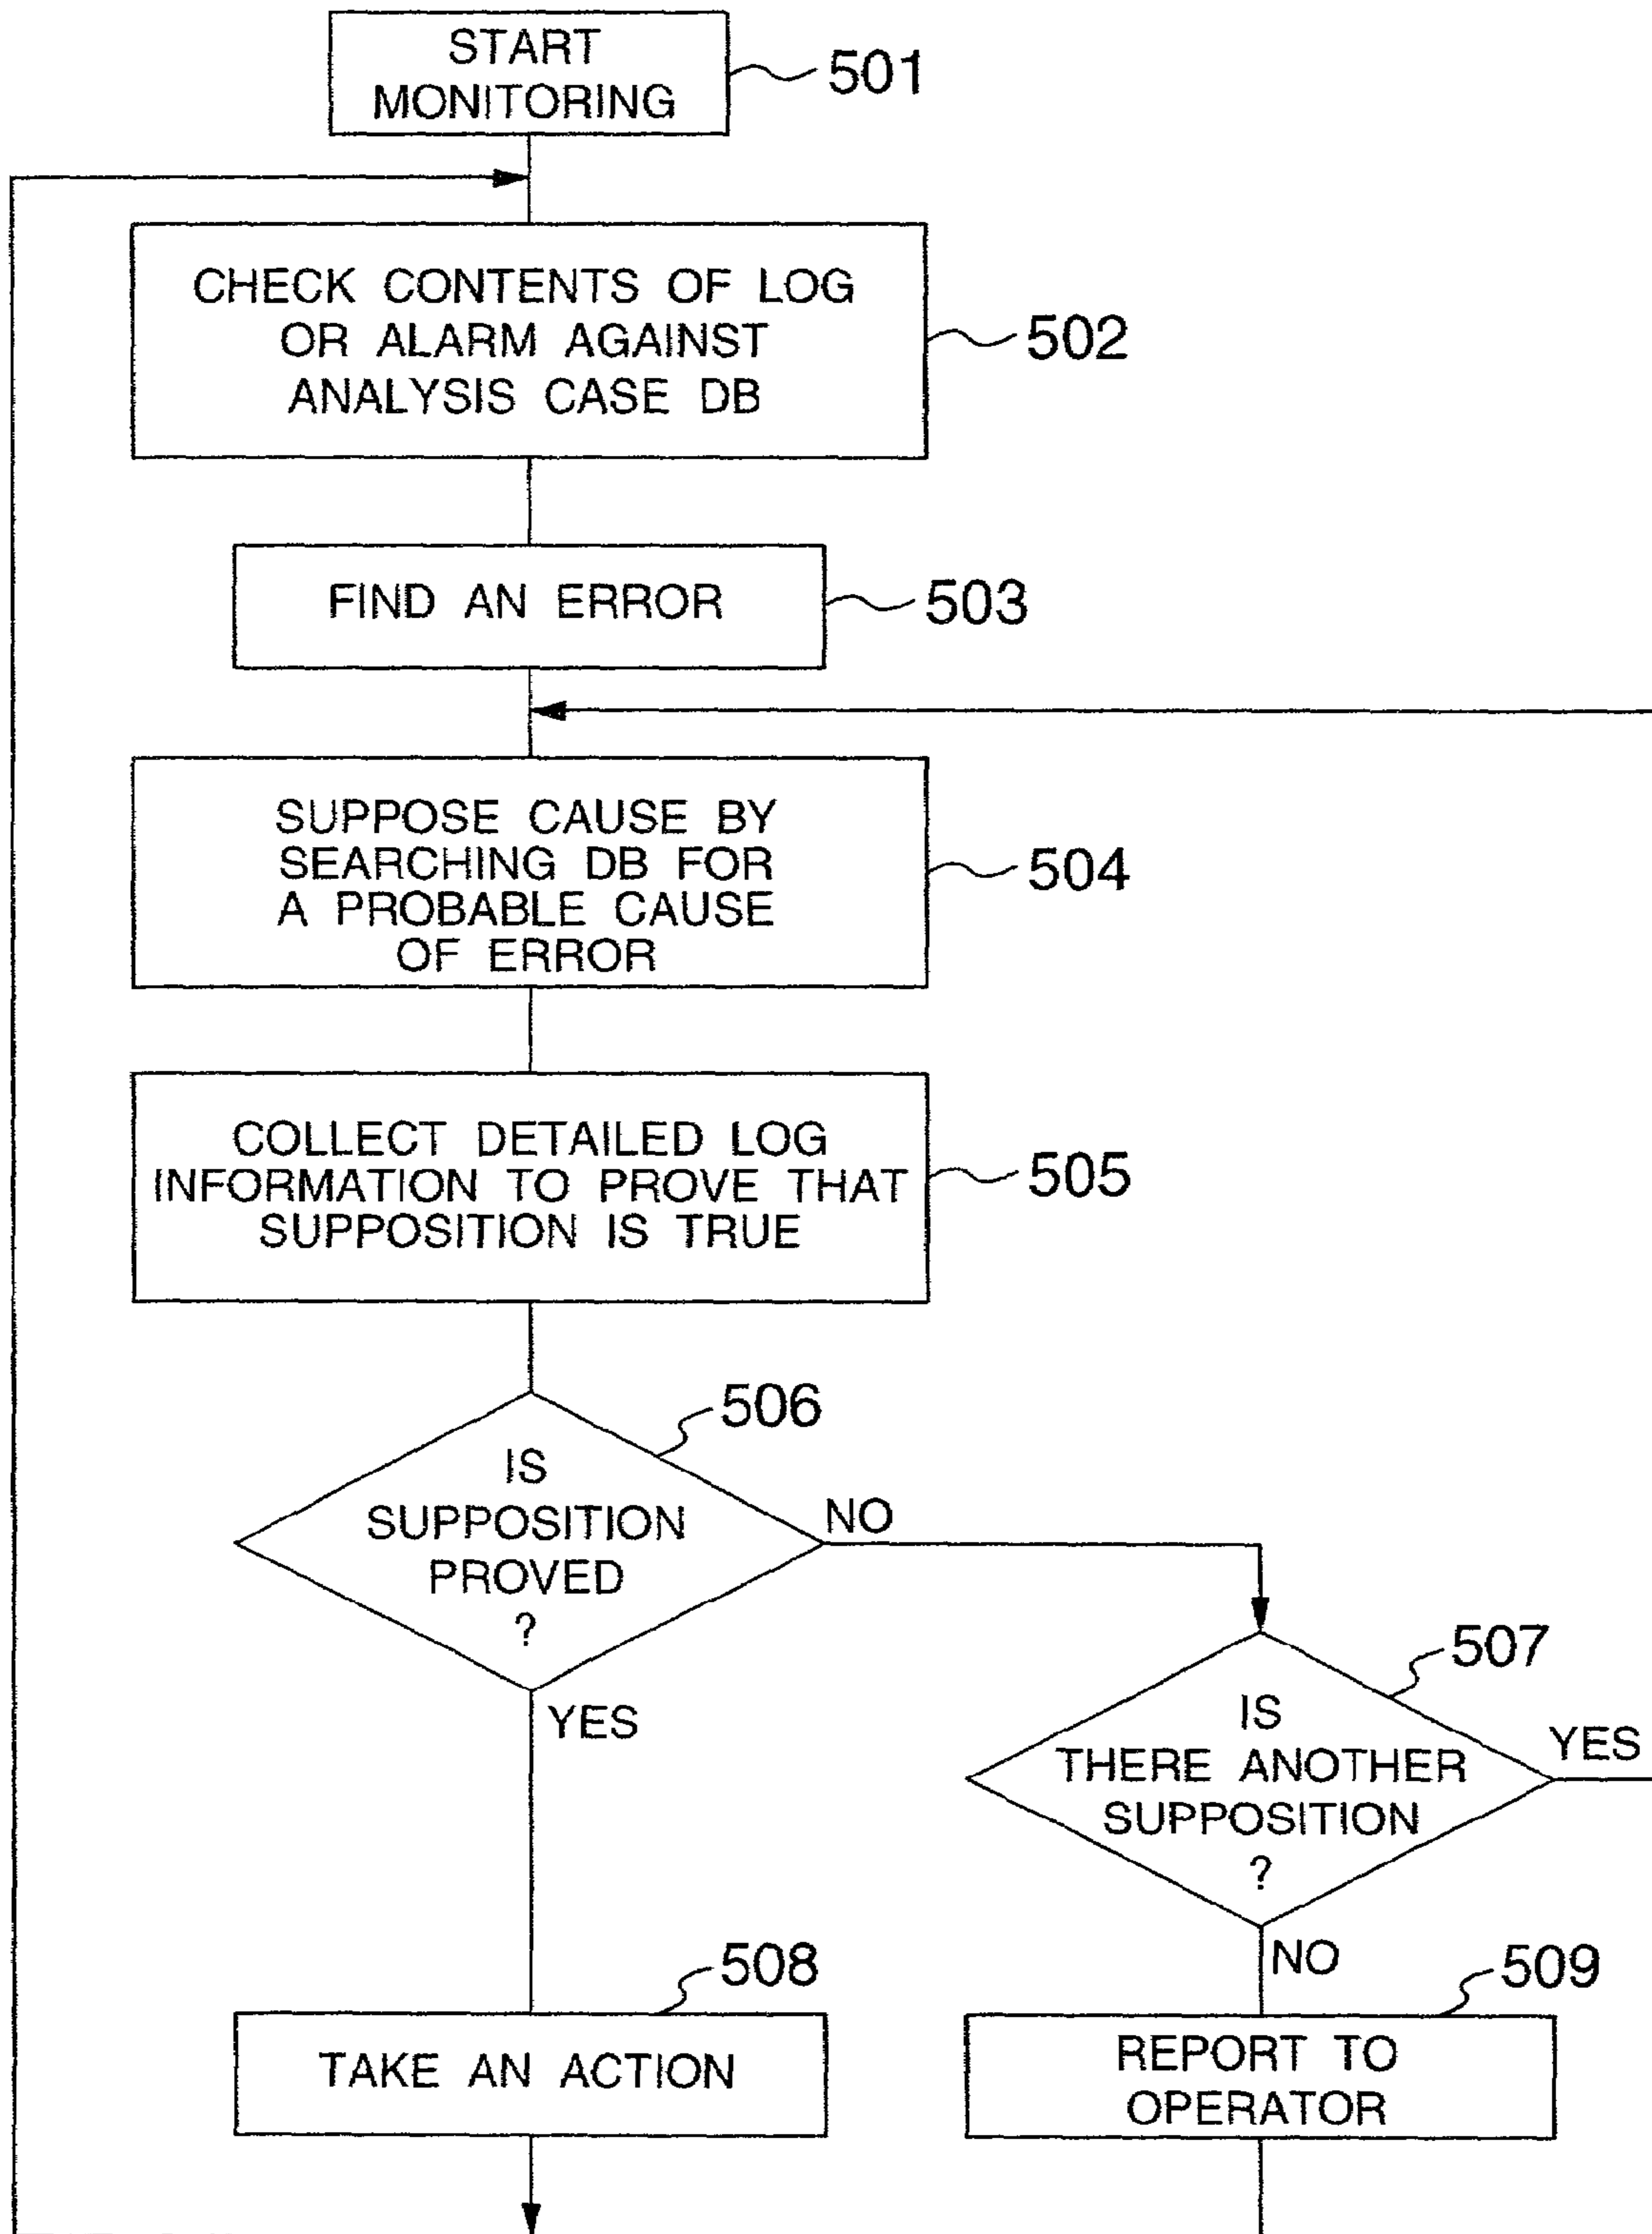 START
MONITORING
501
CHECK CONTENTS OF LOG
OR ALARM AGAINST
ANALYSIS CASE DB
502
FIND AN ERROR
503
SUPPOSE CAUSE BY
SEARCHING DB FOR
A PROBABLE CAUSE
OF ERROR
504
COLLECT DETAILED LOG
INFORMATION TO PROVE THAT
SUPPOSITION IS TRUE
505
506
IS
SUPPOSITION
PROVED
?
NO
YES
507
IS
THERE ANOTHER
SUPPOSITION
?
YES
NO
508
TAKE AN ACTION
509
REPORT TO
OPERATOR